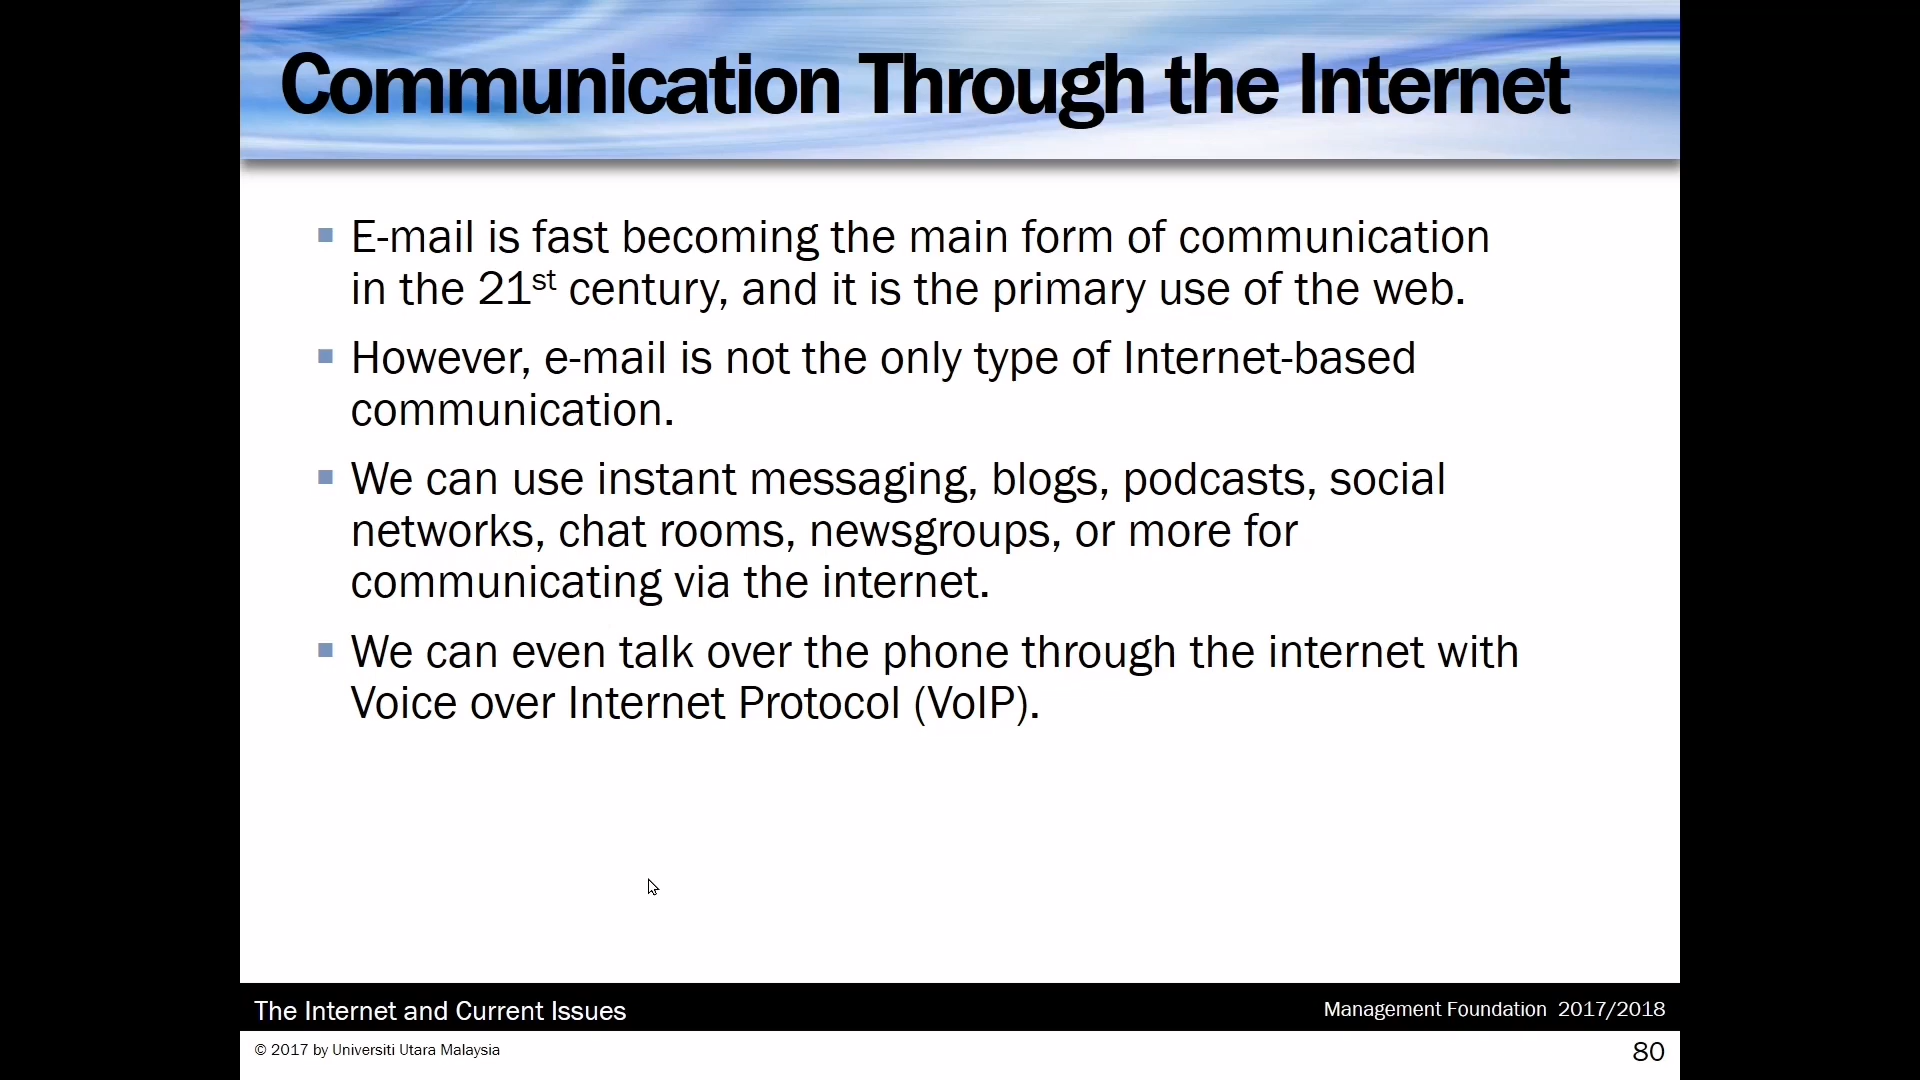 Communication Through the Internet
E-mail is fast becoming the main form of communication
in the 21st century, and it is the primary use of the web.
However, e-mail is not the only type of Internet-based
communication.
We can use instant messaging, blogs, podcasts, social
networks, chat rooms, newsgroups, or more for
communicating via the internet.
We can even talk over the phone through the internet with
Voice over Internet Protocol (VoIP).
The Internet and Current Issues
Management Foundation 2017/2018
© 2017 by Universiti Utara Malaysia
80